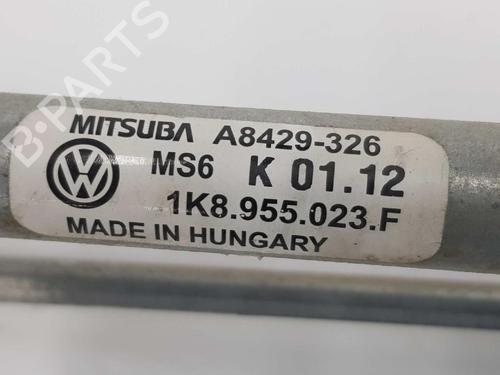 B-PARTS
MITSUBA A8429-326
MS6 K 01.12
1K8.955.023.F
MADE IN HUNGARY